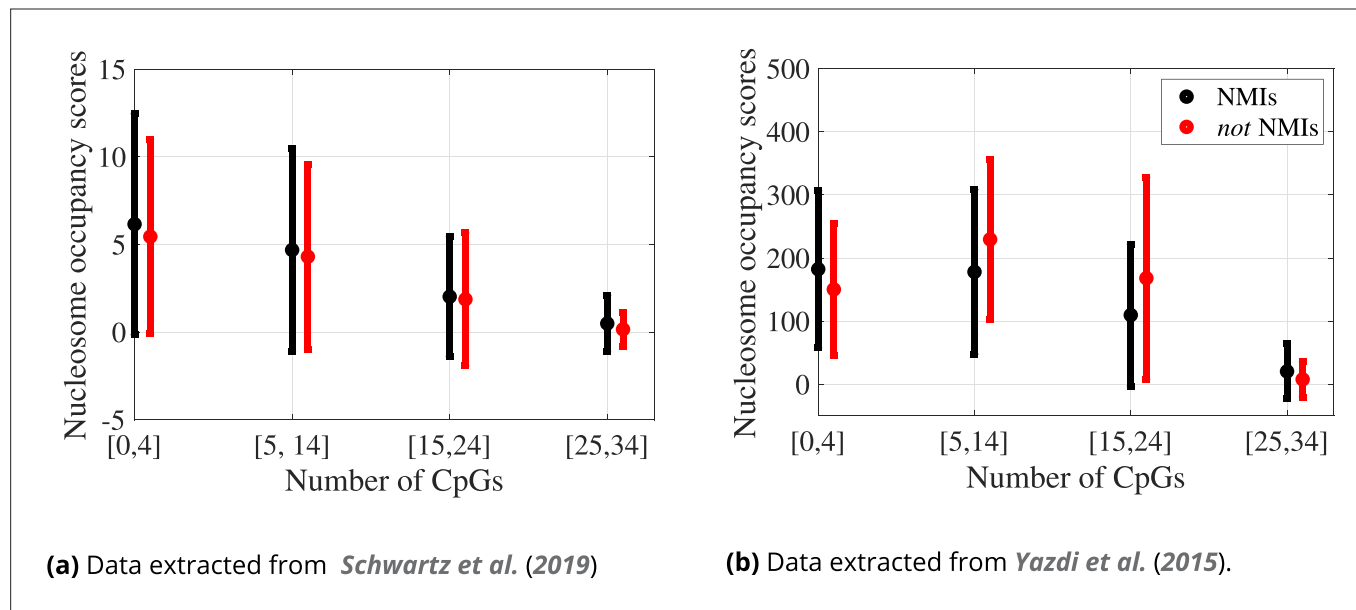 15
10
5
0
-5
Nucleosome occupancy scores
[0,4] [5, 14] [15,24] [25,34]
Number of CpGs
(a) Data extracted from Schwartz et al. (2019)
500
400
300
200
100
0
Nucleosome occupancy scores
NMIs
not NMIs
[0,4] [5,14] [15,24] [25,34]
Number of CpGs
(b) Data extracted from Yazdi et al. (2015).